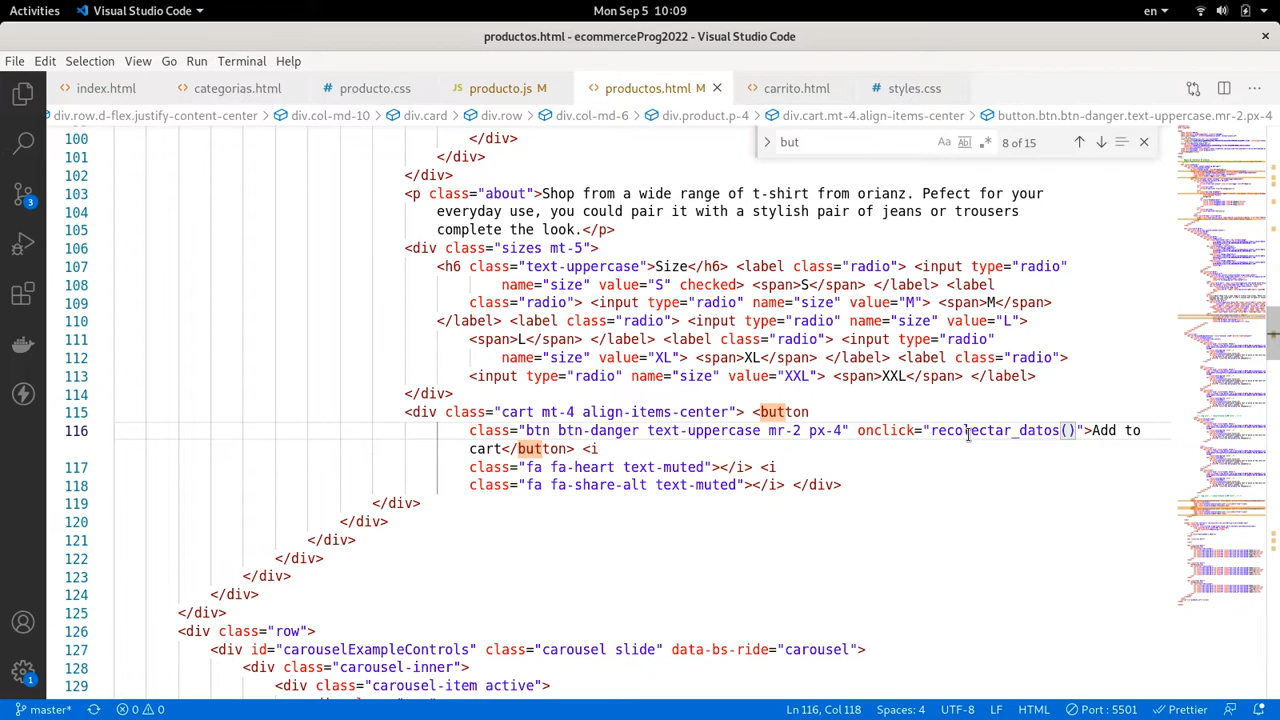 Activities
Visual Studio Code
Mon Sep 5 10:09
en
productos.html - ecommerceProg2022 - Visual Studio Code
File Edit Selection View Go Run Terminal Help
index.html
categorias.html
producto.css
producto.js M
productos.html M
carrito.html
styles.css
div.row.d-flex.justify-content-center
div.col-md-10
div.card
div.row
div.col-md-6
div.product.p-4
div.cart.mt-4.align-items-center
button.btn.btn-danger.text-uppercase.mr-2.px-4
but
8 of 15
100 </div>
101 </div>
102 </div>
103 <p class="about">Shop from a wide range of t-shirt from orianz. Perfect for your
104 everyday use, you could pair it with a stylish pair of jeans or trousers
105 complete the look.</p>
106 <div class="sizes mt-5">
107 <h6 class="text-uppercase">Size</h6> <label class="radio"> <input type="radio"
108 name="size" value="S" checked> <span>S</span> </label> <label
109 class="radio"> <input type="radio" name="size" value="M"> <span>M</span>
110 </label> <label class="radio"> <input type="radio" name="size" value="L">
111 <span>L</span> </label> <label class="radio"> <input type="radio"
112 name="size" value="XL"> <span>XL</span> </label> <label class="radio">
113 <input type="radio" name="size" value="XXL"> <span>XXL</span> </label>
114 </div>
115 <div class="cart mt-4 align-items-center"> <button
116 class="btn btn-danger text-uppercase mr-2 px-4" onclick="recolectar_datos()">Add to
cart</button> <i
117 class="fa fa-heart text-muted"></i> <i
118 class="fa fa-share-alt text-muted"></i> </div>
119 </div>
120 </div>
121 </div>
122 </div>
123 </div>
124 </div>
125 </div>
126 <div class="row">
127 <div id="carouselExampleControls" class="carousel slide" data-bs-ride="carousel">
128 <div class="carousel-inner">
129 <div class="carousel-item active">
3
1
master*
0 0
Ln 116, Col 118
Spaces: 4
UTF-8
LF
HTML
Port : 5501
Prettier